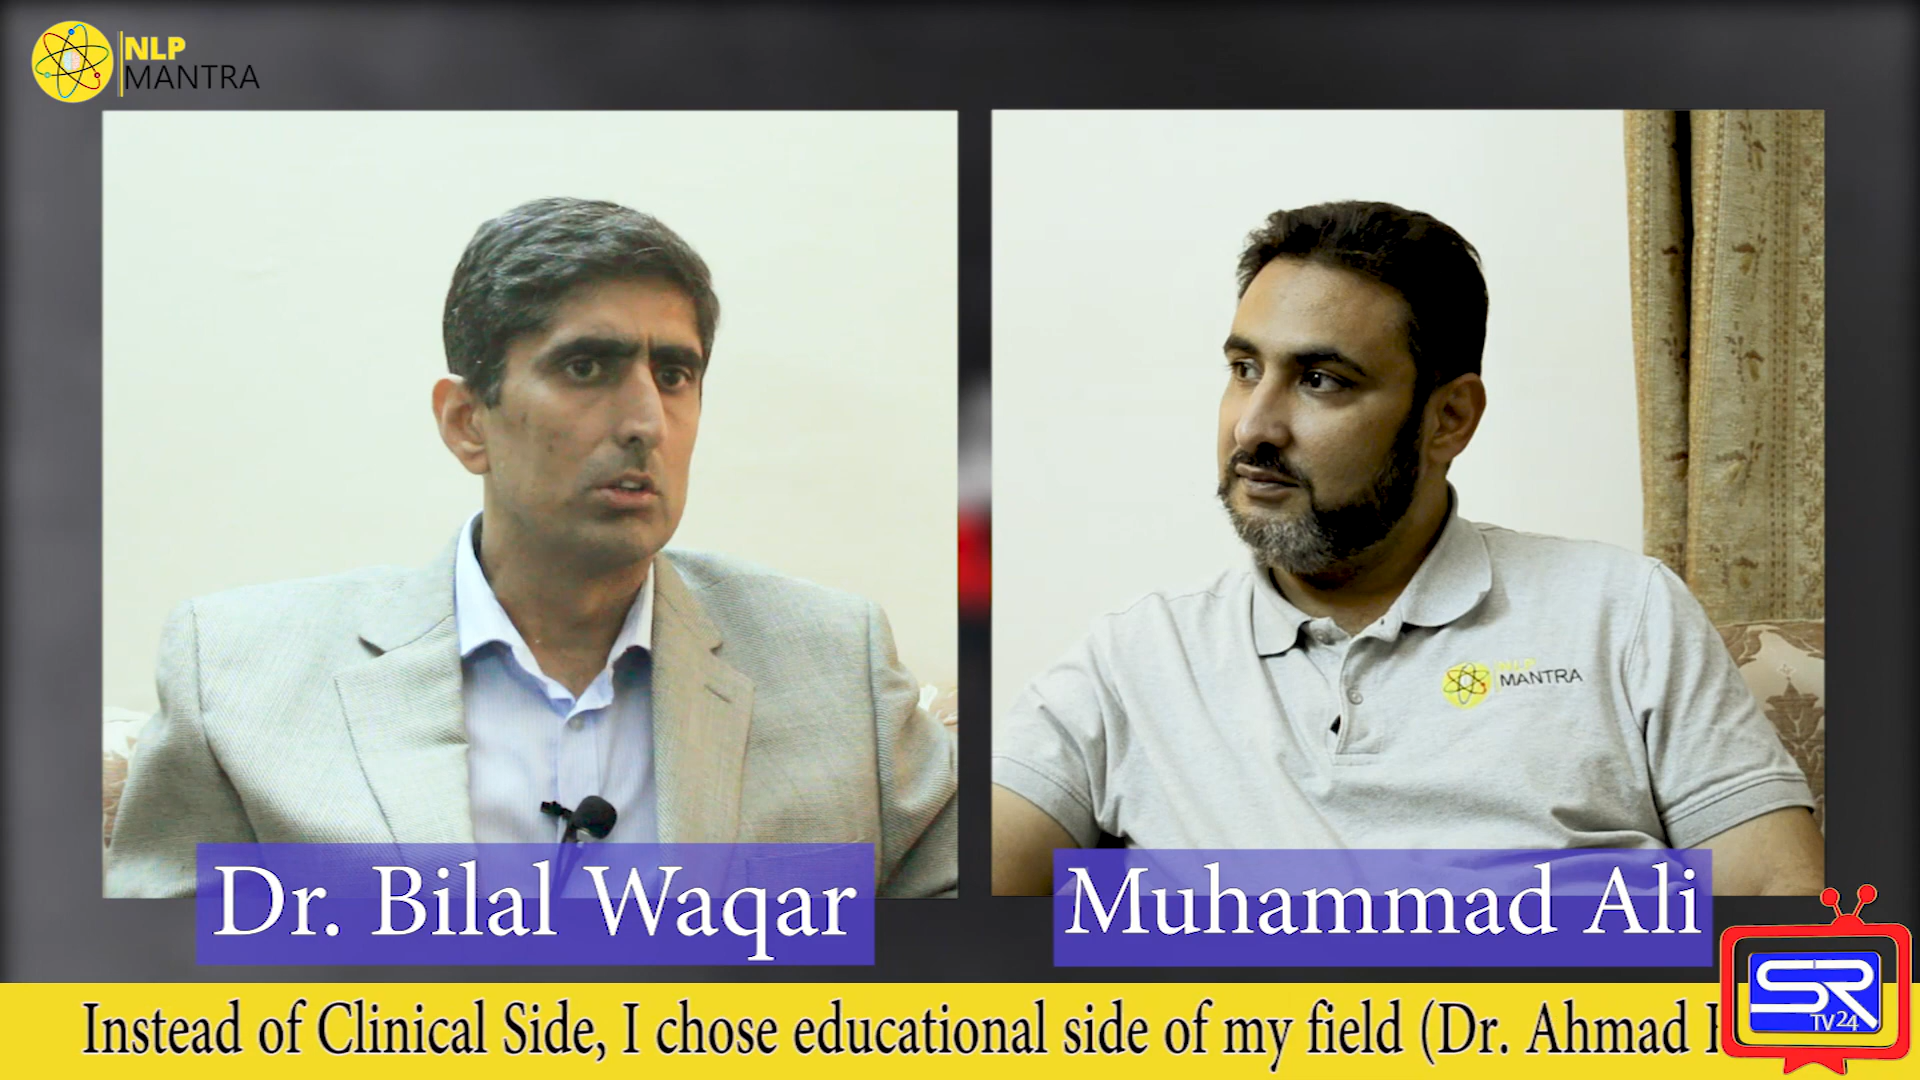 NLP
MANTRA
NLP
MANTRA
Dr. Bilal Waqar
Muhammad Ali
Instead of Clinical Side, I chose educational side of my field (Dr. Ahmad
SR
TV24